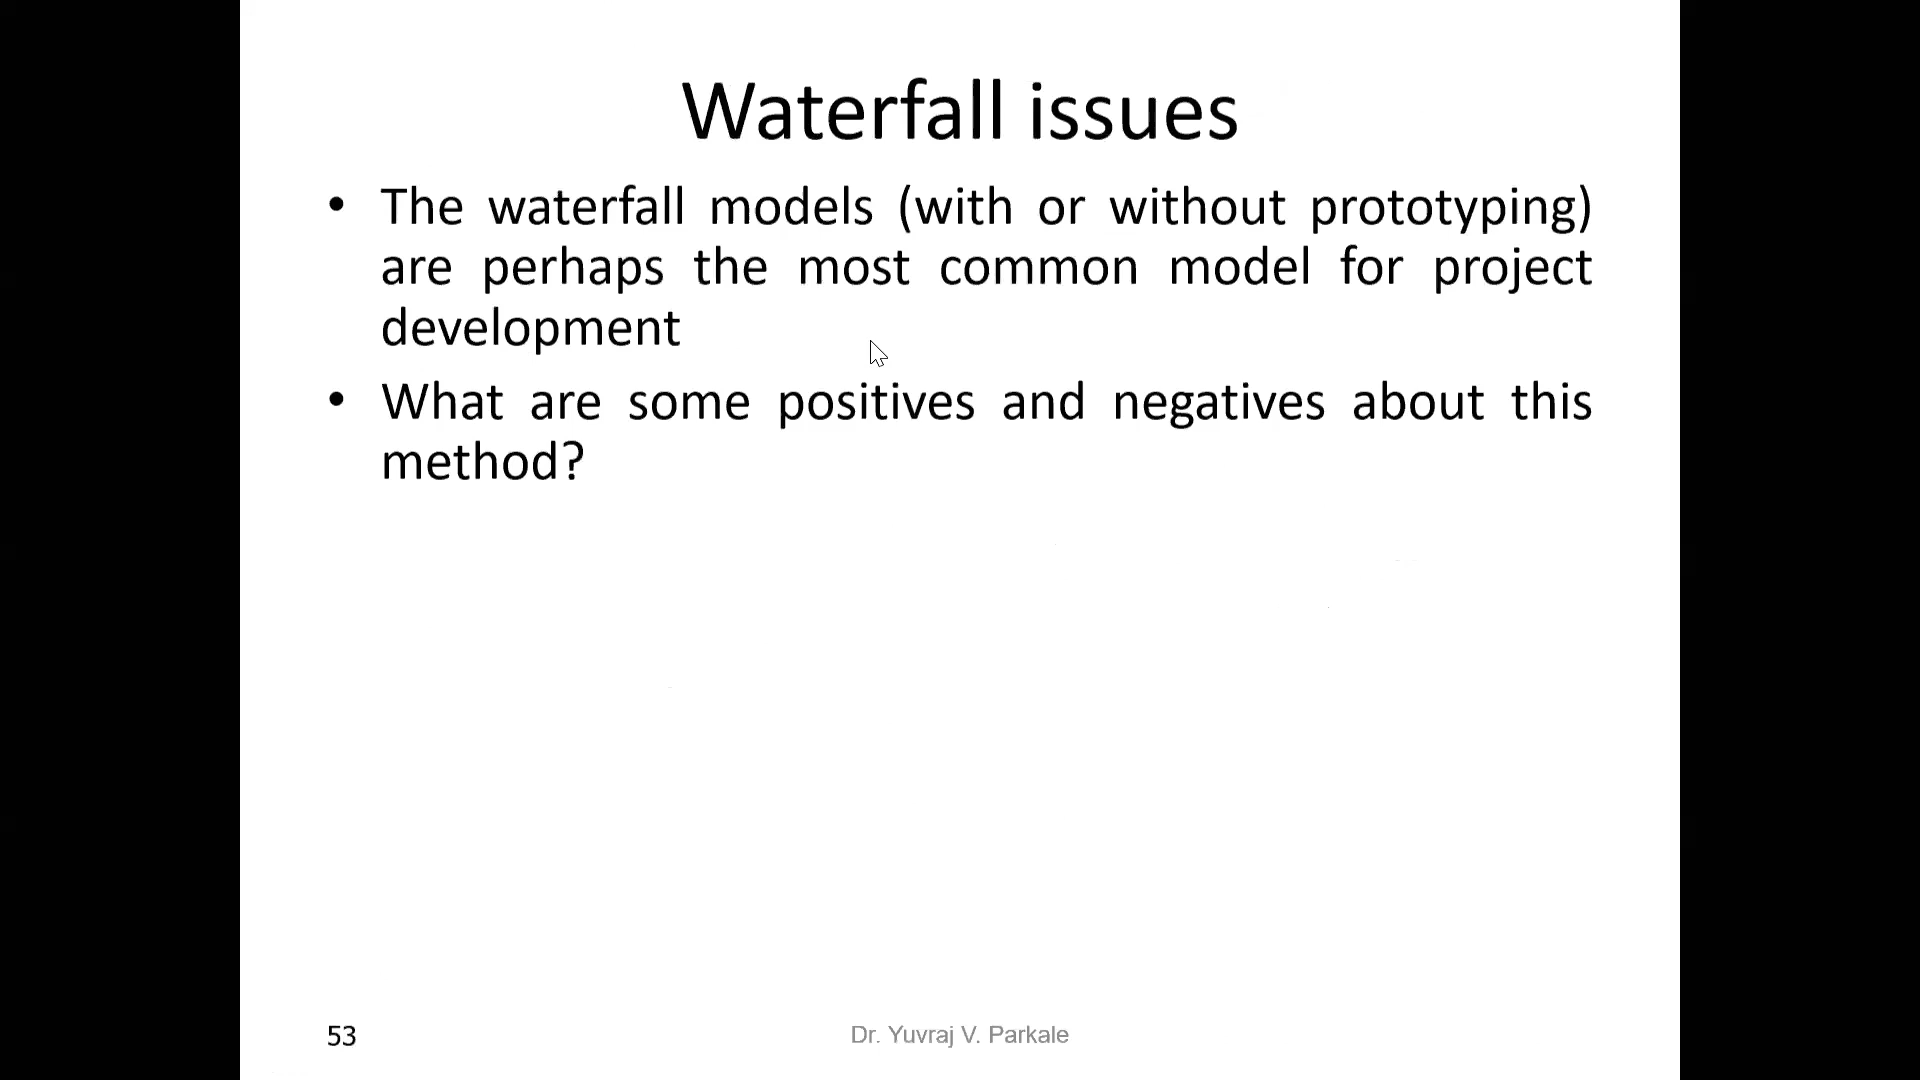 Waterfall issues
• The waterfall models (with or without prototyping)
are perhaps the most common model for project
development
• What are some positives and negatives about this
method?
53
Dr. Yuvraj V. Parkale